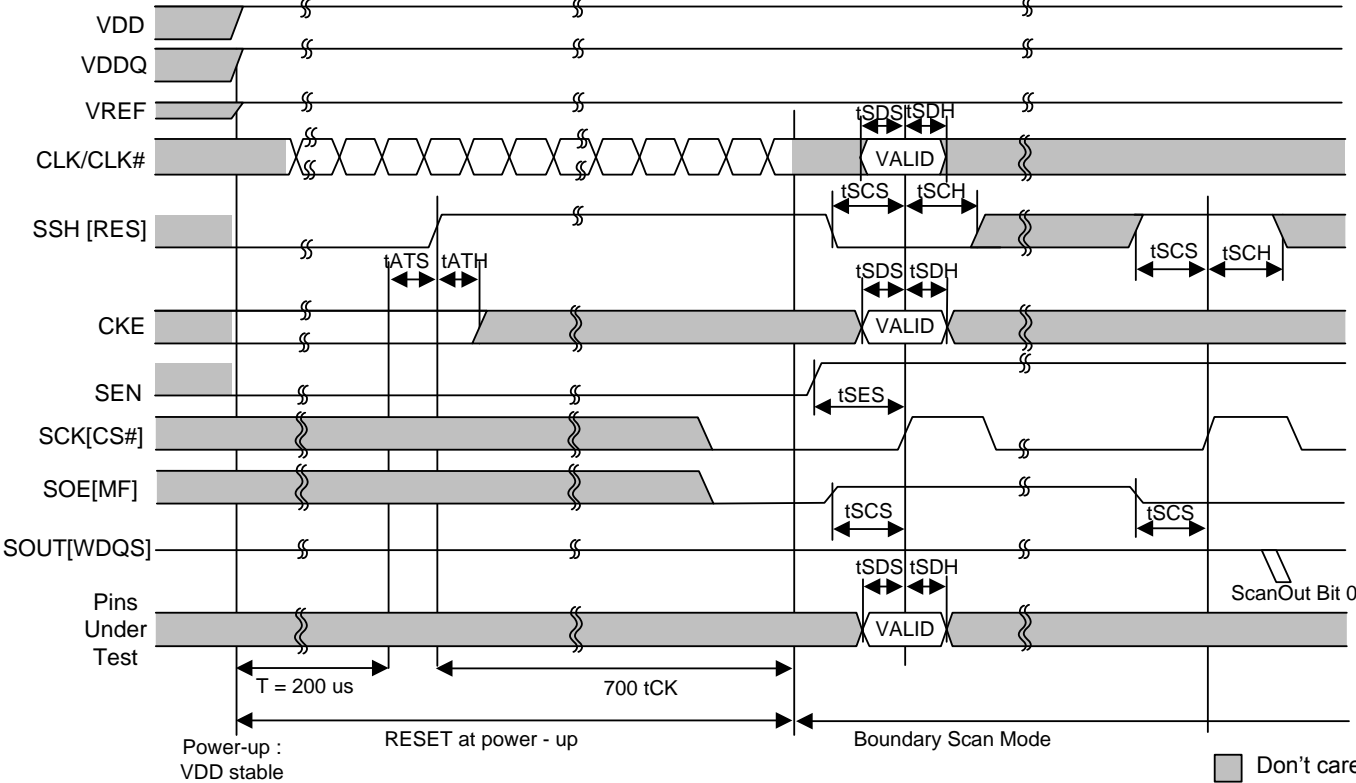 VDD
VDDQ
VREF
tSDS tSDH
CLK/CLK#
VALID
tSCS tSCH
SSH [RES]
tATS tATH
tSCS tSCH
tSDS tSDH
CKE
VALID
SEN
tSES
SCK[CS#]
SOE[MF]
tSCS
tSCS
SOUT[WDQS]
tSDS tSDH
ScanOut Bit 0
Pins
Under
Test
VALID
T = 200 us
700 tCK
RESET at power - up
Boundary Scan Mode
Power-up :
VDD stable
Don't care